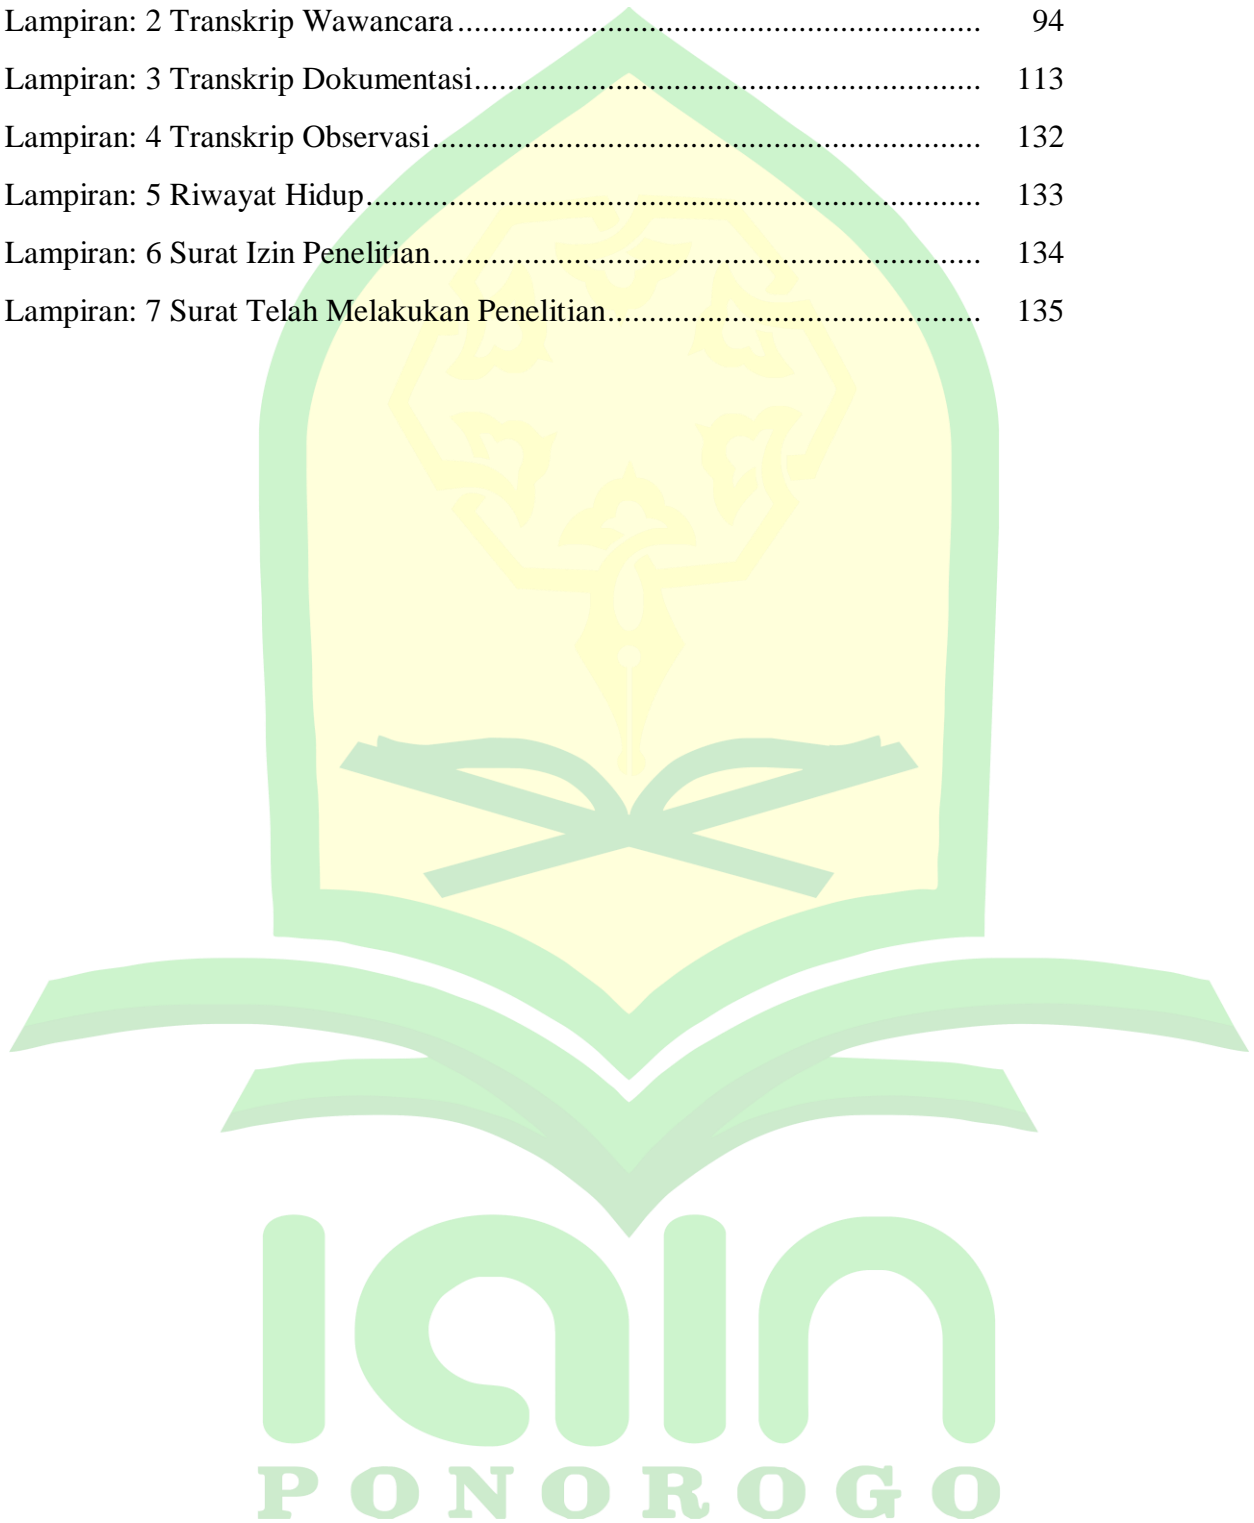 Lampiran: 2 Transkrip Wawancara ................................................................. 94
Lampiran: 3 Transkrip Dokumentasi............................................................... 113
Lampiran: 4 Transkrip Observasi.................................................................... 132
Lampiran: 5 Riwayat Hidup............................................................................ 133
Lampiran: 6 Surat Izin Penelitian.................................................................... 134
Lampiran: 7 Surat Telah Melakukan Penelitian.............................................. 135
iain
PONOROGO